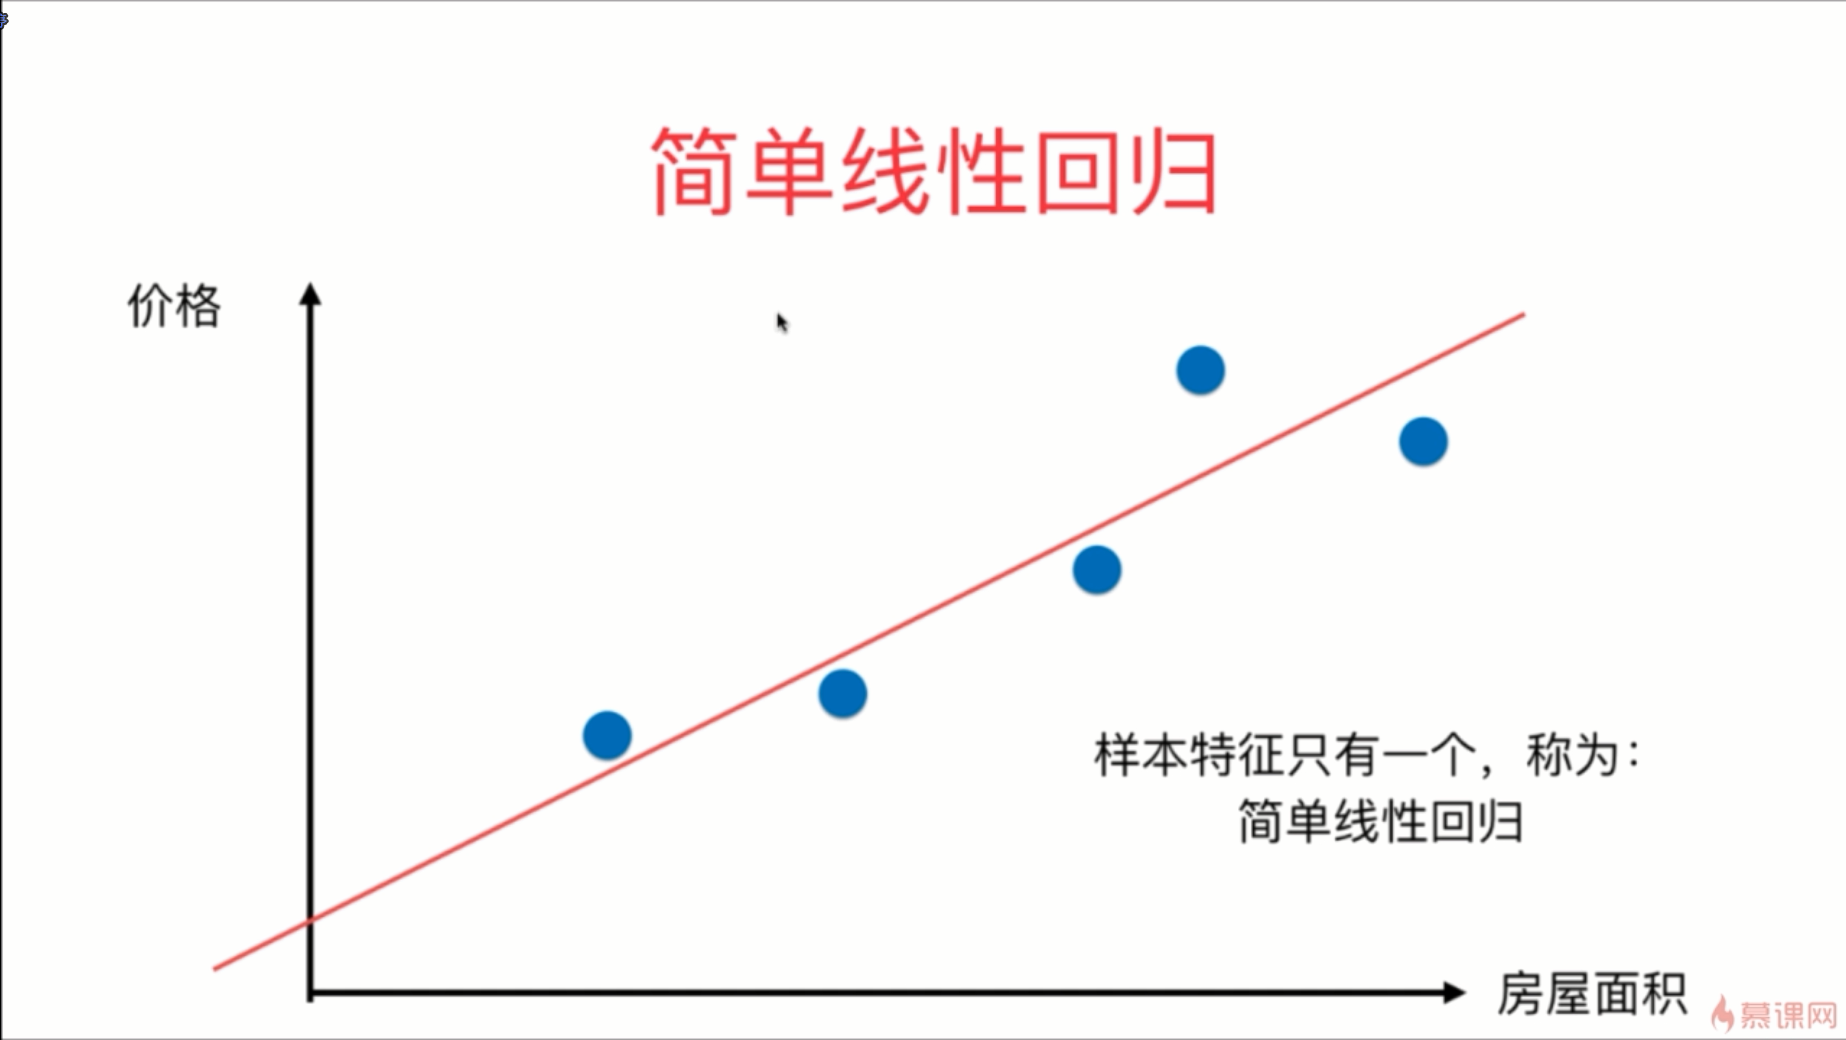 简单线性回归
价格
样本特征只有一个，称为：
简单线性回归
房屋面积
慕课网